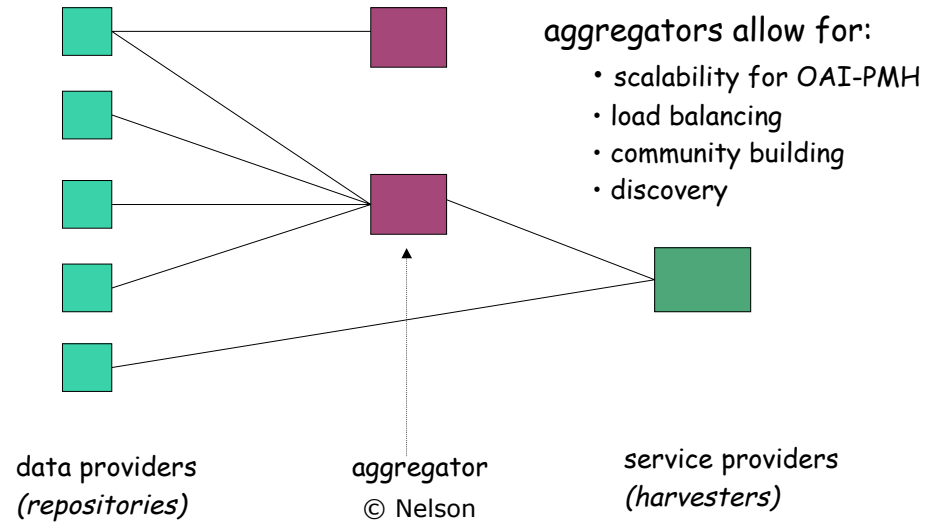 aggregators allow for:
• scalability for OAI-PMH
• load balancing
• community building
• discovery
data providers
(repositories)
aggregator
© Nelson
service providers
(harvesters)